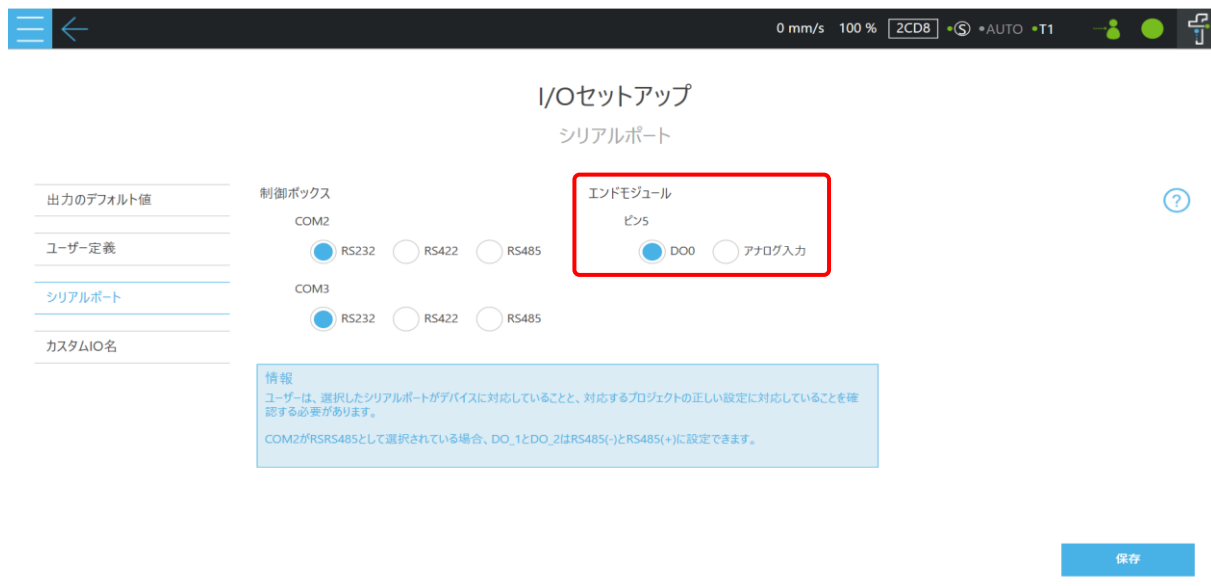 0 mm/s 100 % 2CD8 Ⓢ AUTO T1
I/Oセットアップ
シリアルポート
出力のデフォルト値
ユーザー定義
シリアルポート
カスタムIO名
制御ボックス
COM2
RS232 RS422 RS485
COM3
RS232 RS422 RS485
エンドモジュール
ピン5
DO0 アナログ入力
?
情報
ユーザーは、選択したシリアルポートがデバイスに対応していることと、対応するプロジェクトの正しい設定に対応していることを確
認する必要があります。
COM2がRSRS485として選択されている場合、DO_1とDO_2はRS485(-)とRS485(+)に設定できます。
保存